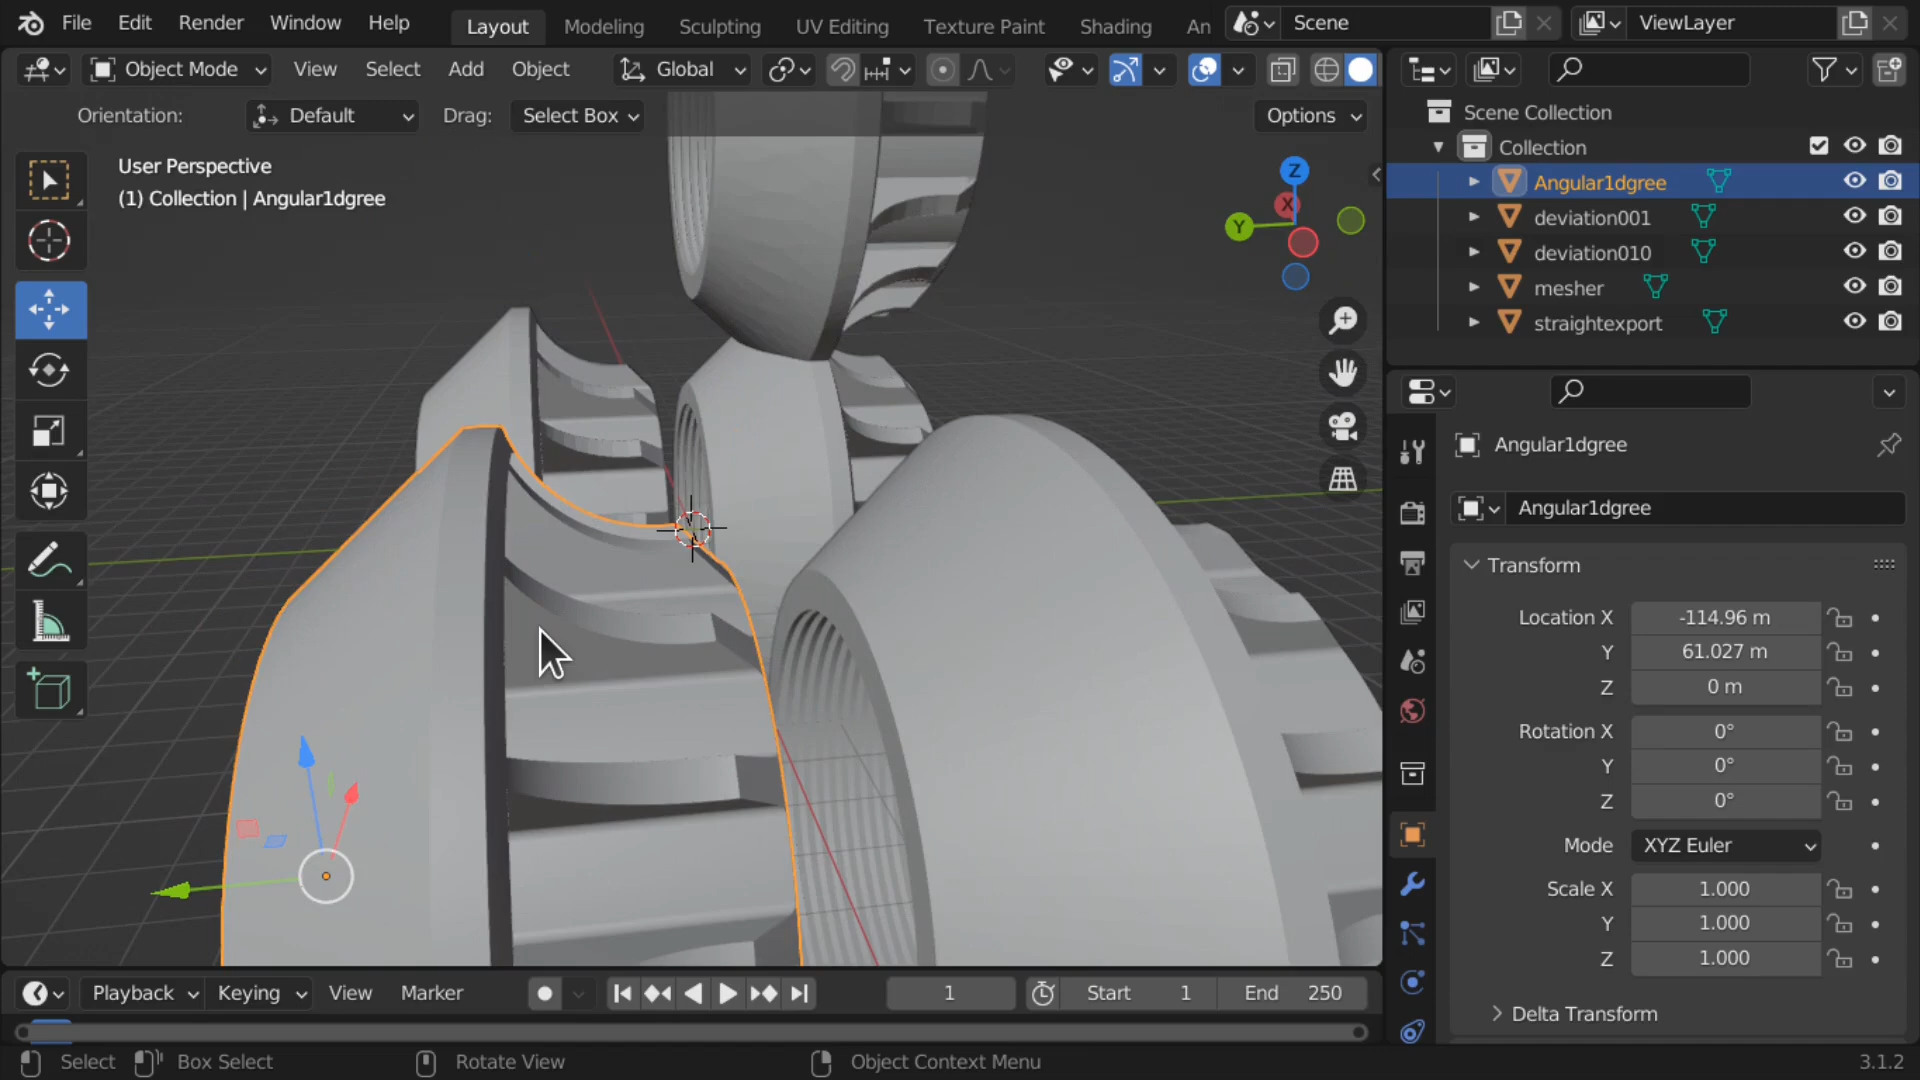 File Edit Render Window Help Layout Modeling Sculpting UV Editing Texture Paint Shading An Scene ViewLayer
Object Mode View Select Add Object Global
Orientation: Default Drag: Select Box Options
User Perspective
(1) Collection | Angular1dgree
Z
X
Y
Scene Collection
Collection
Angular1dgree
deviation001
deviation010
mesher
straightexport
Angular1dgree
Angular1dgree
Transform
Location X -114.96 m
Y 61.027 m
Z 0 m
Rotation X 0°
Y 0°
Z 0°
Mode XYZ Euler
Scale X 1.000
Y 1.000
Z 1.000
Delta Transform
Playback Keying View Marker 1 Start 1 End 250
Select Box Select Rotate View Object Context Menu 3.1.2